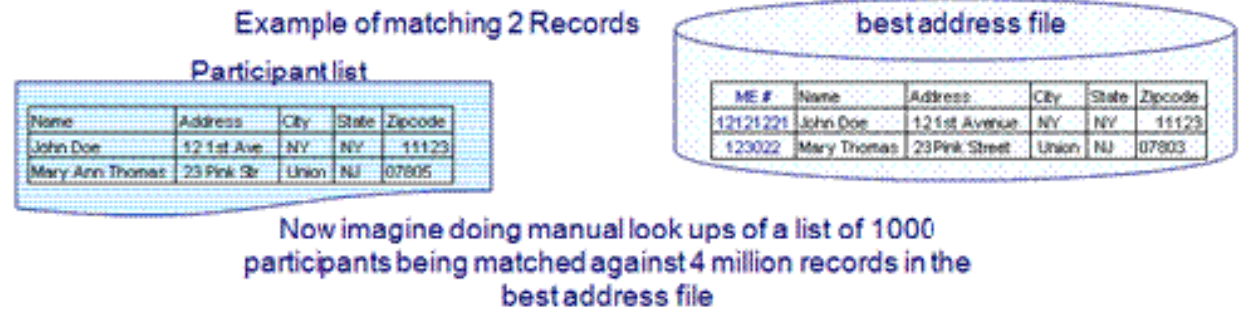 Example of matching 2 Records
best address file
Participant list
Name Address City State Zipcode
John Doe 12 1st Ave NY NY 11123
Mary Ann Thomas 23 Pink Str Union NJ 07805
ME # Name Address City State Zipcode
12121221 John Doe 12 1st Avenue NY NY 11123
123022 Mary Thomas 23 Pink Street Union NJ 07803
Now imagine doing manual look ups of a list of 1000
participants being matched against 4 million records in the
best address file